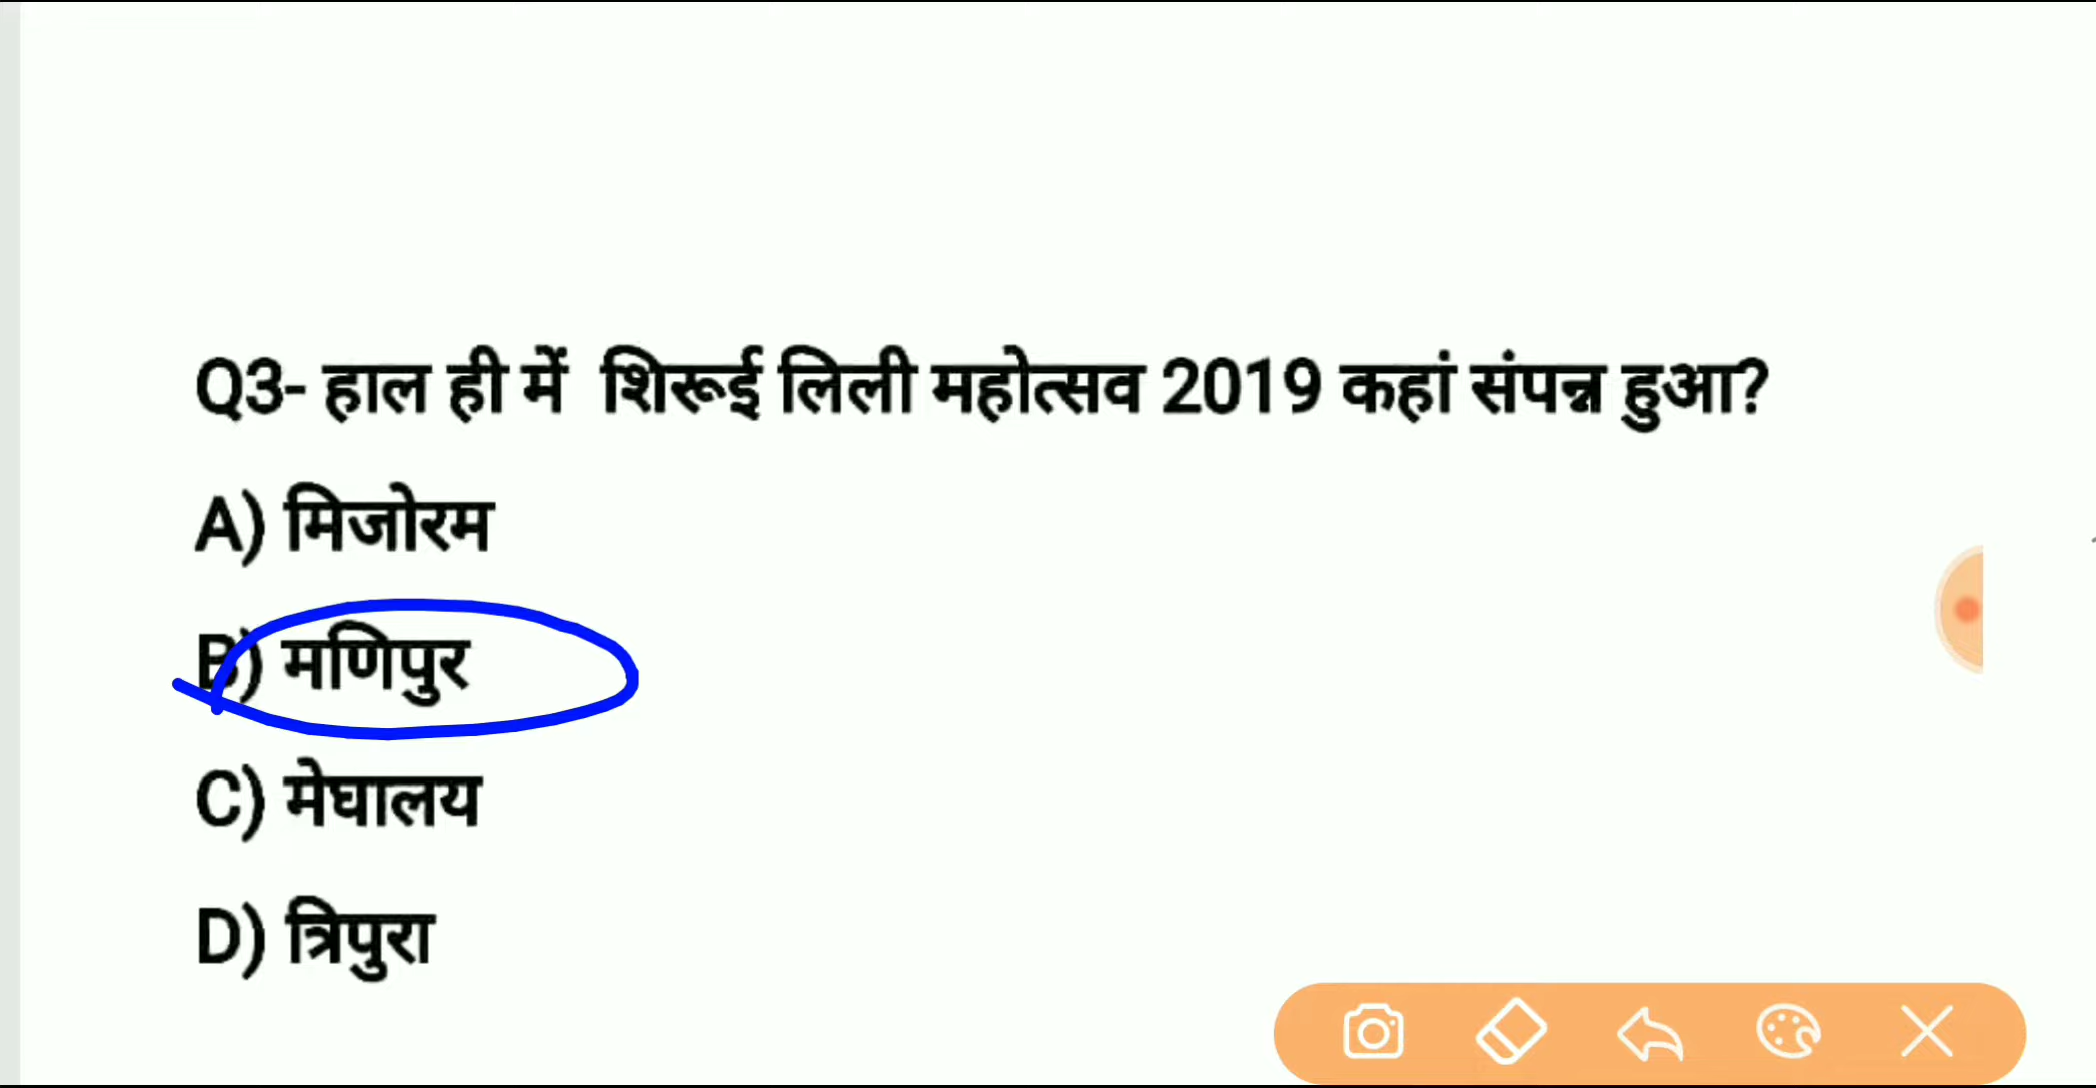 Q3- हाल ही में शिरूई लिली महोत्सव 2019 कहां संपन्न हुआ?
A) मिजोरम
B) मणिपुर
C) मेघालय
D) त्रिपुरा